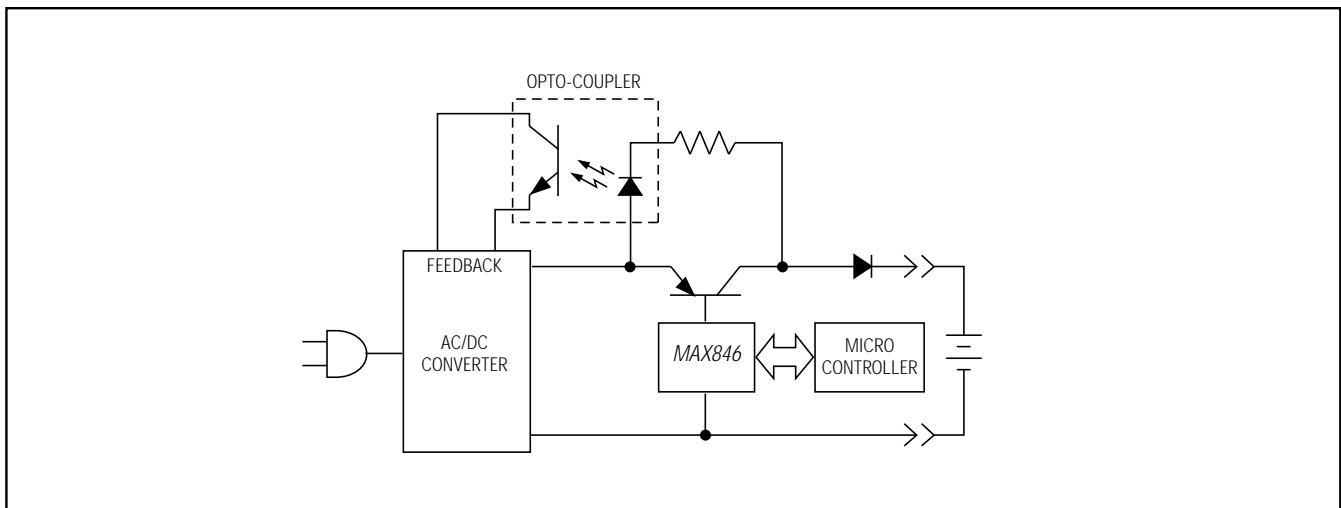 OPTO-COUPLER
FEEDBACK
AC/DC
CONVERTER
MAX846
MICRO
CONTROLLER